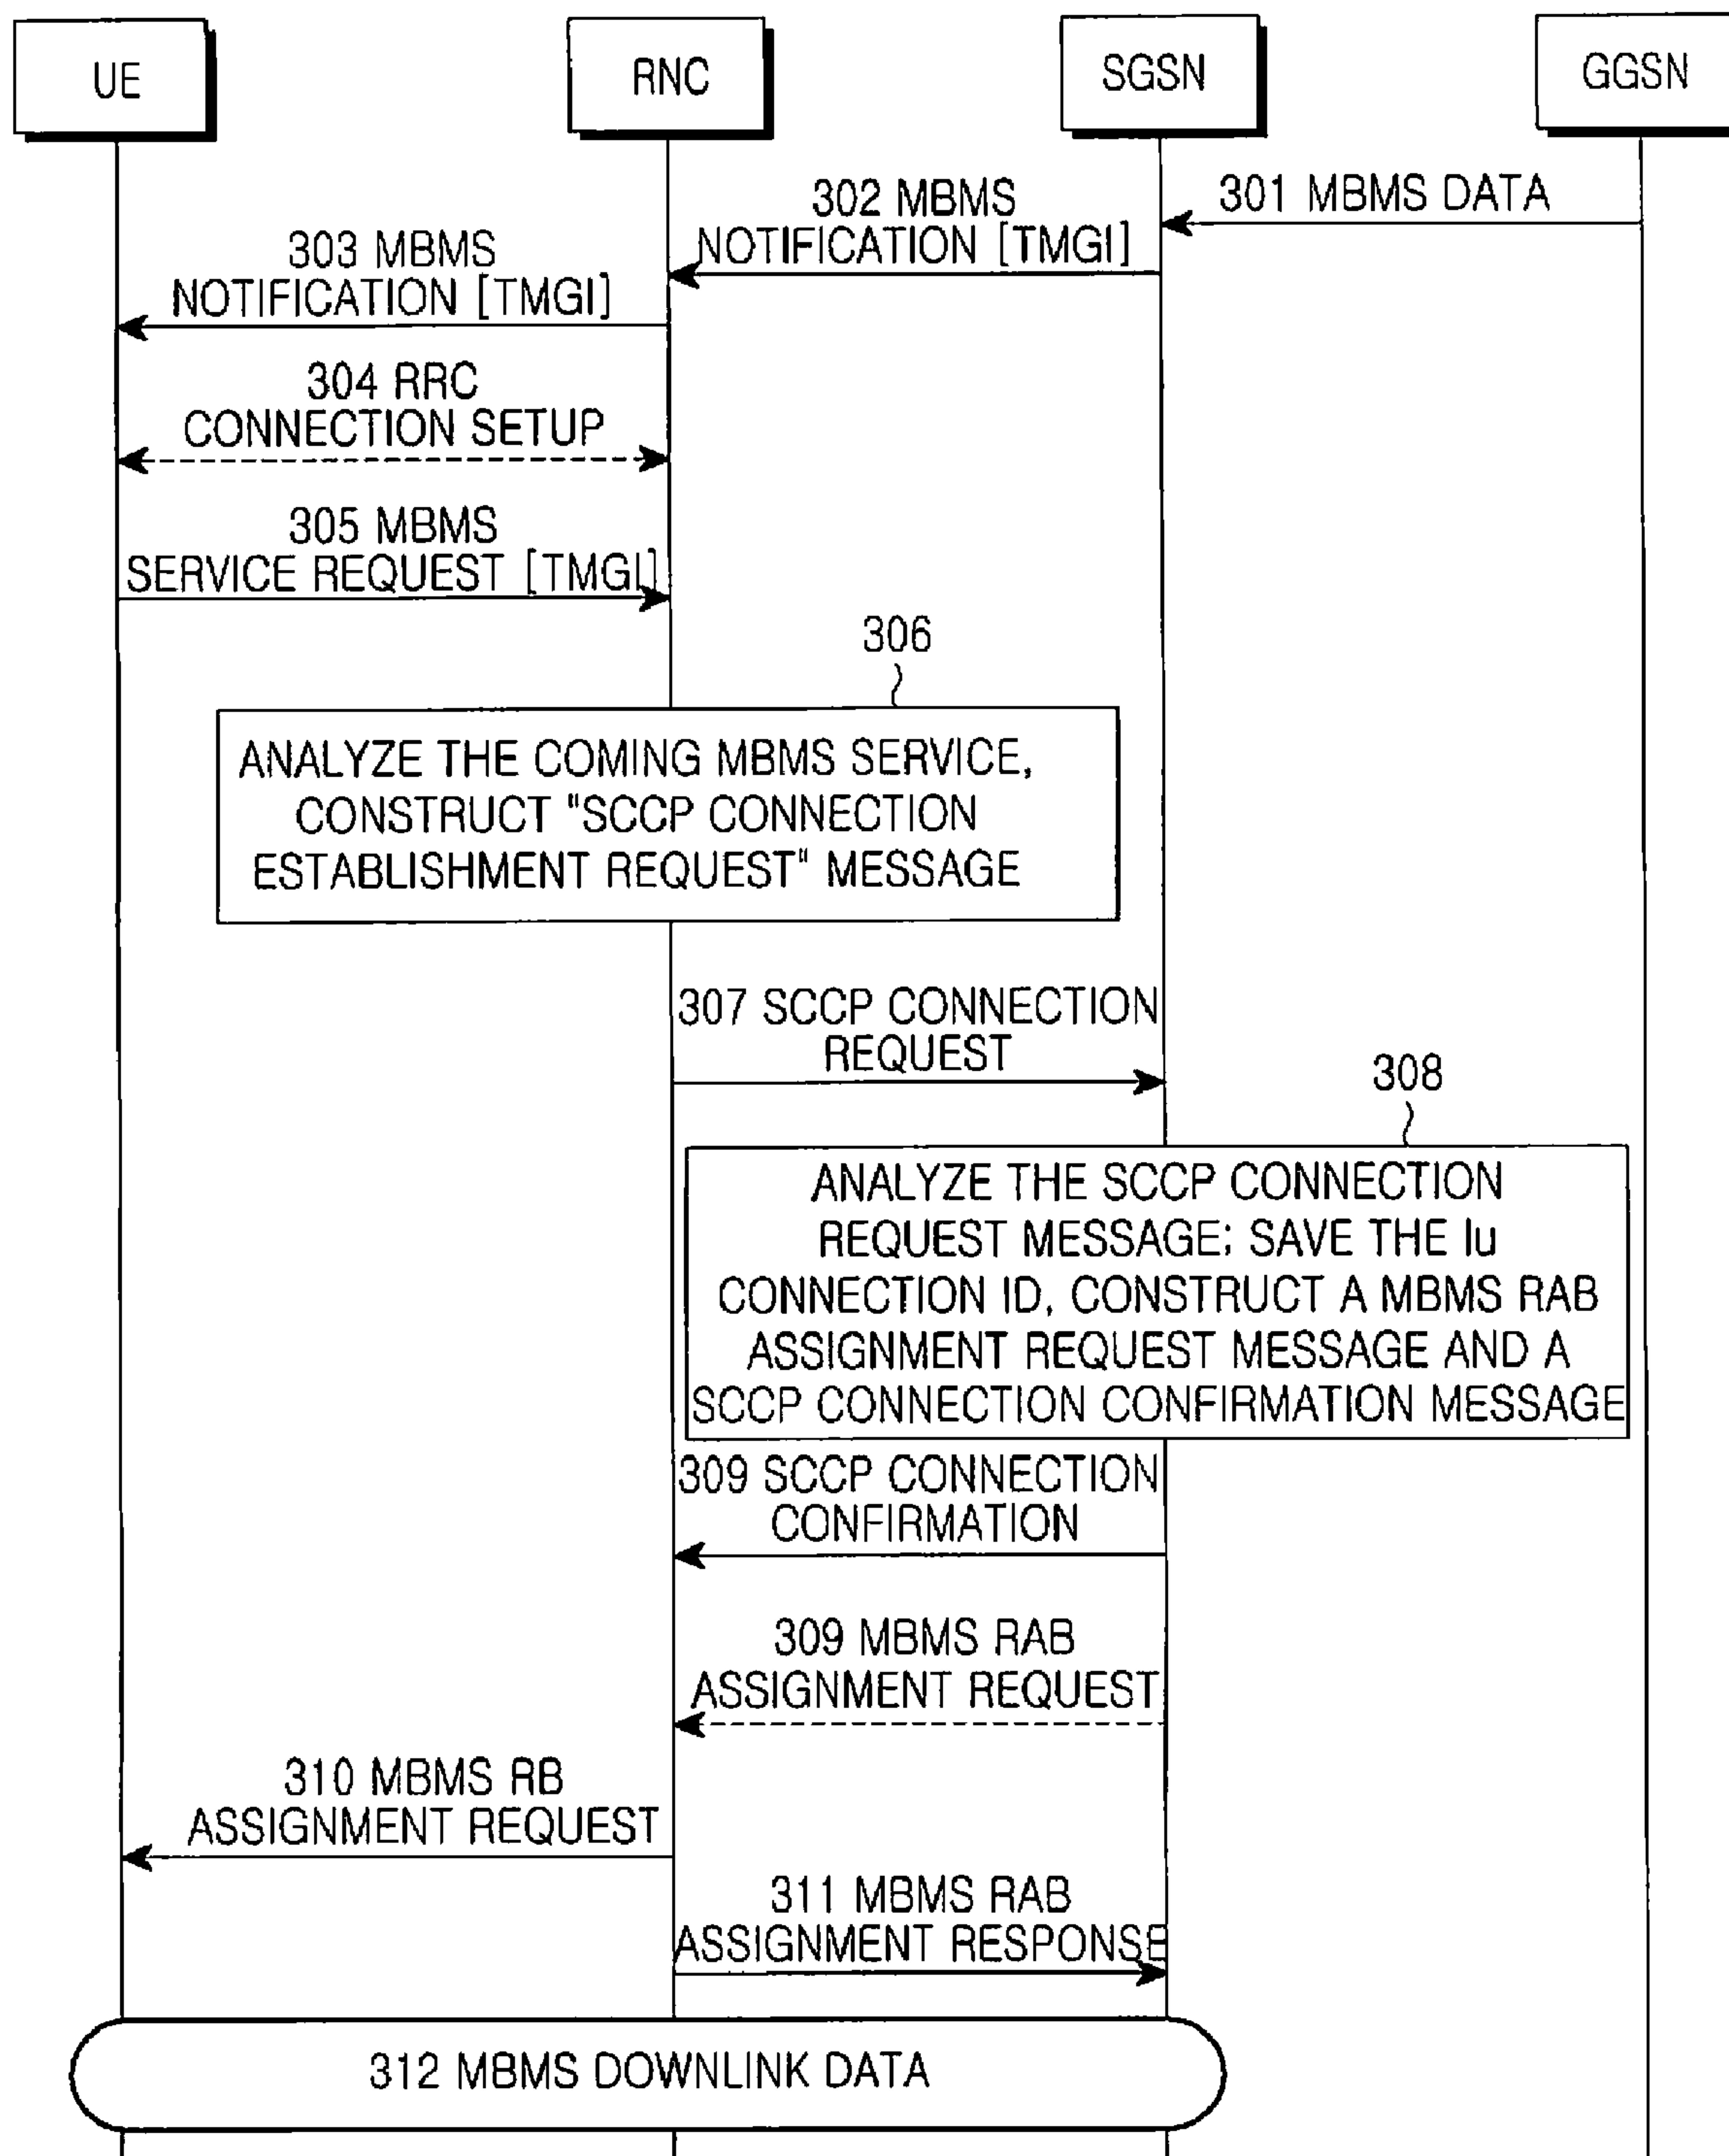 UE
RNC
SGSN
GGSN
301 MBMS DATA
302 MBMS
NOTIFICATION [TMGI]
303 MBMS
NOTIFICATION [TMGI]
304 RRC
CONNECTION SETUP
305 MBMS
SERVICE REQUEST [TMGI]
306
ANALYZE THE COMING MBMS SERVICE,
CONSTRUCT "SCCP CONNECTION
ESTABLISHMENT REQUEST" MESSAGE
307 SCCP CONNECTION
REQUEST
308
ANALYZE THE SCCP CONNECTION
REQUEST MESSAGE; SAVE THE Iu
CONNECTION ID, CONSTRUCT A MBMS RAB
ASSIGNMENT REQUEST MESSAGE AND A
SCCP CONNECTION CONFIRMATION MESSAGE
309 SCCP CONNECTION
CONFIRMATION
309 MBMS RAB
ASSIGNMENT REQUEST
310 MBMS RB
ASSIGNMENT REQUEST
311 MBMS RAB
ASSIGNMENT RESPONSE
312 MBMS DOWNLINK DATA